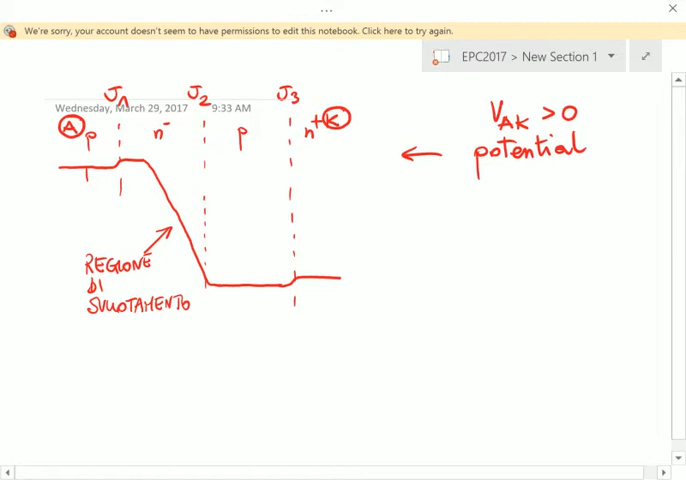 We're sorry, your account doesn't seem to have permissions to edit this notebook. Click here to try again.
EPC2017 > New Section 1
J1 J2 J3
Wednesday, March 29, 2017 9:33 AM
A p n- p n+ K
VAK > 0
← potential
REGIONE
DI
SVUOTAMENTO